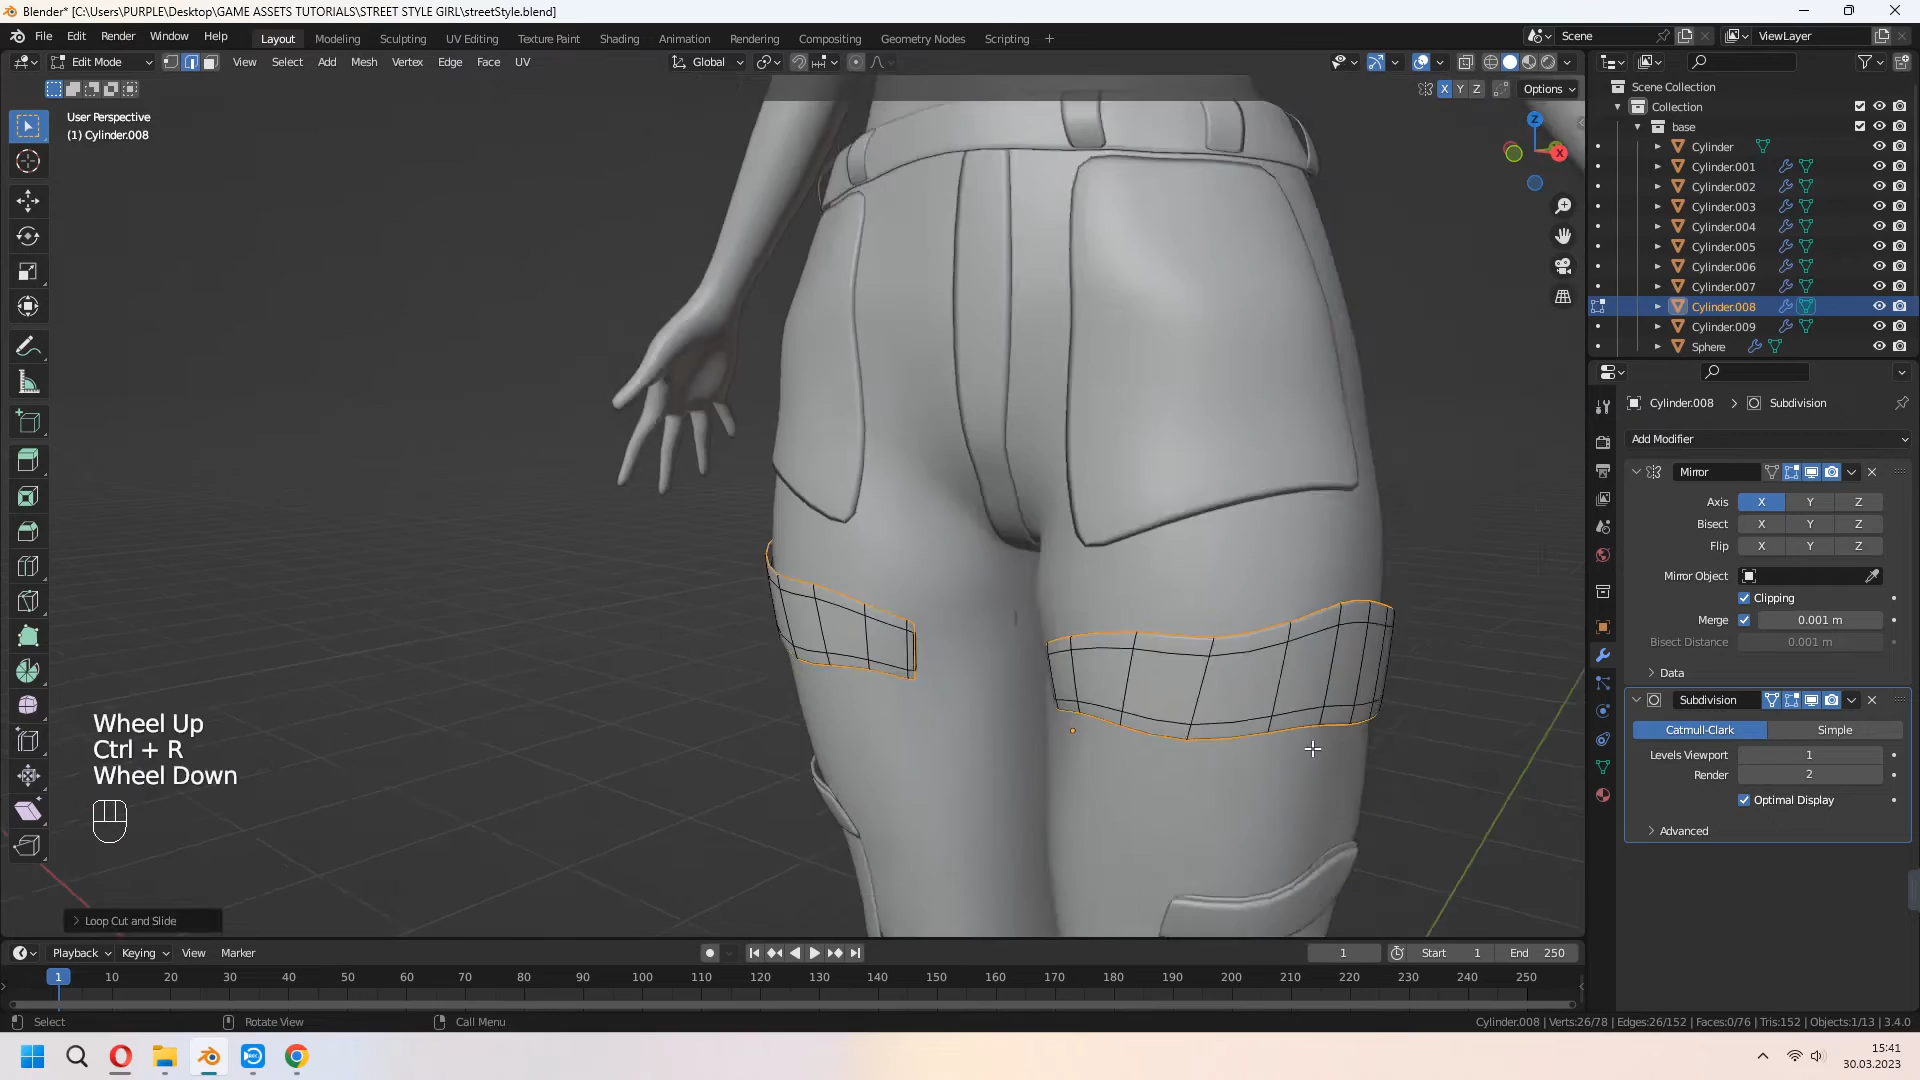 Blender* [C:\Users\PURPLE\Desktop\GAME ASSETS TUTORIALS\STREET STYLE GIRL\streetStyle.blend]
File Edit Render Window Help Layout Modeling Sculpting UV Editing Texture Paint Shading Animation Rendering Compositing Geometry Nodes Scripting + Scene ViewLayer
Edit Mode View Select Add Mesh Vertex Edge Face UV Global
X Y Z Options
User Perspective
(1) Cylinder.008
Z
X
Wheel Up
Ctrl + R
Wheel Down
Loop Cut and Slide
Scene Collection
Collection
base
Cylinder
Cylinder.001
Cylinder.002
Cylinder.003
Cylinder.004
Cylinder.005
Cylinder.006
Cylinder.007
Cylinder.008
Cylinder.009
Sphere
Cylinder.008 Subdivision
Add Modifier
Mirror
Axis X Y Z
Bisect X Y Z
Flip X Y Z
Mirror Object
Clipping
Merge 0.001 m
Bisect Distance 0.001 m
Data
Subdivision
Catmull-Clark Simple
Levels Viewport 1
Render 2
Optimal Display
Advanced
Playback Keying View Marker 1 Start 1 End 250
1 10 20 30 40 50 60 70 80 90 100 110 120 130 140 150 160 170 180 190 200 210 220 230 240 250
Select Rotate View Call Menu Cylinder.008 | Verts:26/78 | Edges:26/152 | Faces:0/76 | Tris:152 | Objects:1/13 | 3.4.0
15:41
30.03.2023